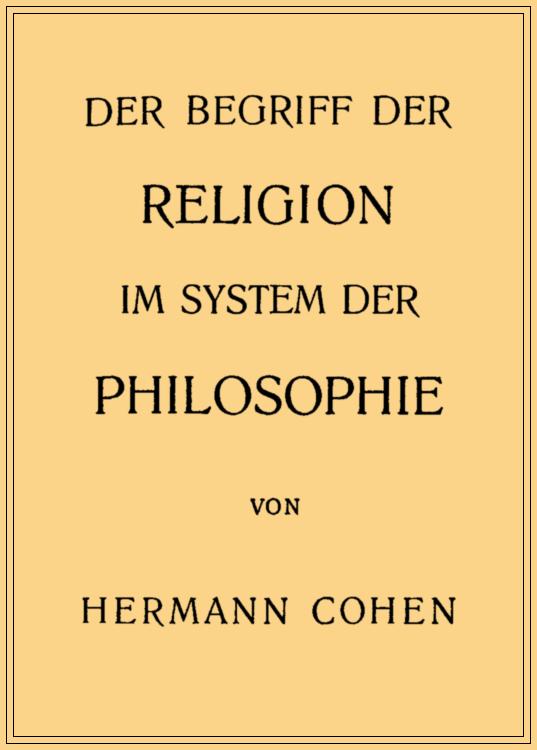 DER BEGRIFF DER
RELIGION
IM SYSTEM DER
PHILOSOPHIE
VON
HERMANN COHEN